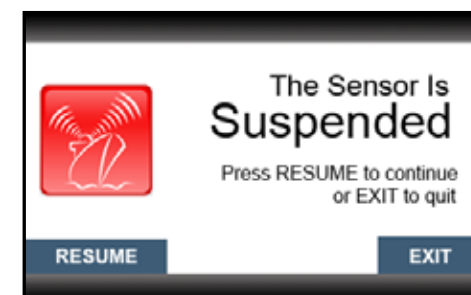 The Sensor Is
Suspended
Press RESUME to continue
or EXIT to quit
RESUME
EXIT